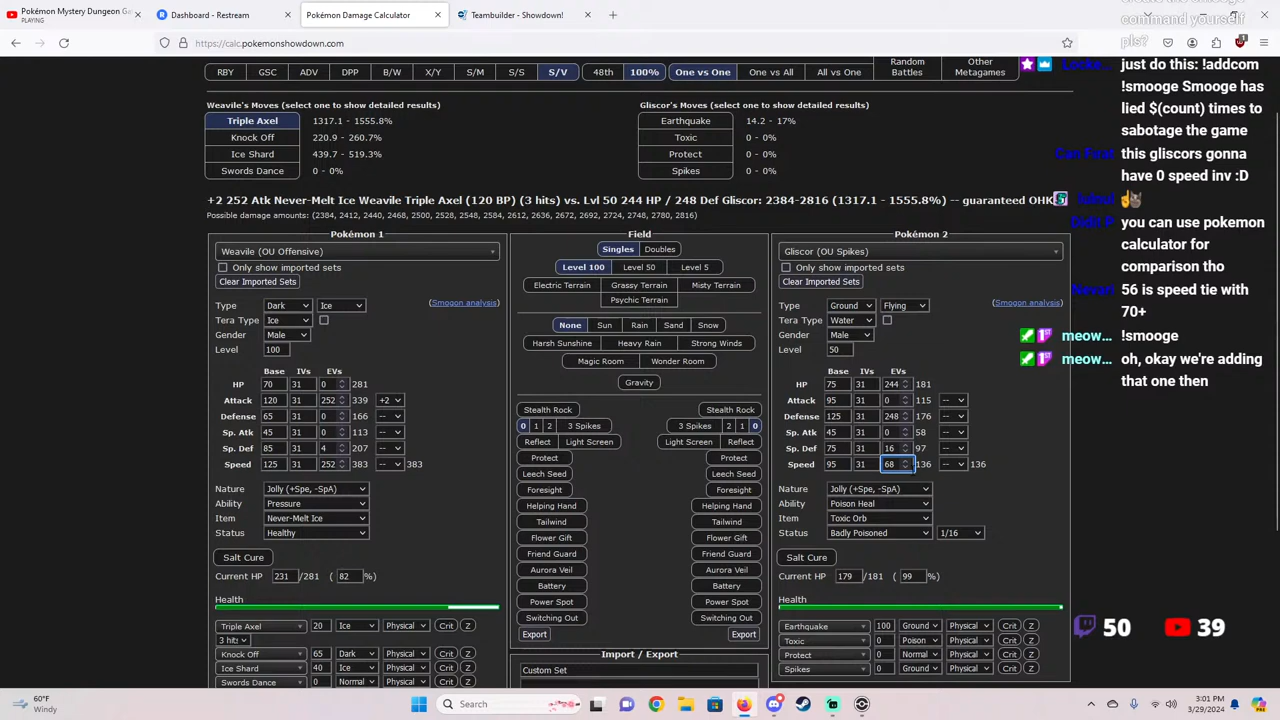 Pokémon Mystery Dungeon Ga
PLAYING
Dashboard - Restream
Pokémon Damage Calculator
Teambuilder - Showdown!
https://calc.pokemonshowdown.com
command yourself
pls?
RBY GSC ADV DPP B/W X/Y S/M S/S S/V 48th 100% One vs One One vs All All vs One Random Battles Other Metagames
just do this: !addcom
!smooge Smooge has
lied $(count) times to
sabotage the game
this gliscors gonna
have 0 speed inv :D
you can use pokemon
calculator for
comparison tho
56 is speed tie with
70+
meow... !smooge
meow... oh, okay we're adding
that one then
Weavile's Moves (select one to show detailed results)
Triple Axel 1317.1 - 1555.8%
Knock Off 220.9 - 260.7%
Ice Shard 439.7 - 519.3%
Swords Dance 0 - 0%
Gliscor's Moves (select one to show detailed results)
Earthquake 14.2 - 17%
Toxic 0 - 0%
Protect 0 - 0%
Spikes 0 - 0%
+2 252 Atk Never-Melt Ice Weavile Triple Axel (120 BP) (3 hits) vs. Lvl 50 244 HP / 248 Def Gliscor: 2384-2816 (1317.1 - 1555.8%) -- guaranteed OHK
Possible damage amounts: (2384, 2412, 2440, 2468, 2500, 2528, 2548, 2584, 2612, 2636, 2672, 2692, 2724, 2748, 2780, 2816)
Pokémon 1
Weavile (OU Offensive)
Only show imported sets
Clear Imported Sets
Type Dark Ice (Smogon analysis)
Tera Type Ice
Gender Male
Level 100
Base IVs EVs
HP 70 31 0 281
Attack 120 31 252 339 +2
Defense 65 31 0 166 --
Sp. Atk 45 31 0 113 --
Sp. Def 85 31 4 207 --
Speed 125 31 252 383 -- 383
Nature Jolly (+Spe, -SpA)
Ability Pressure
Item Never-Melt Ice
Status Healthy
Salt Cure
Current HP 231 /281 ( 82 %)
Health
Triple Axel 20 Ice Physical Crit Z
3 hits
Knock Off 65 Dark Physical Crit Z
Ice Shard 40 Ice Physical Crit Z
Swords Dance 0 Normal Physical Crit Z
Field
Singles Doubles
Level 100 Level 50 Level 5
Electric Terrain Grassy Terrain Misty Terrain
Psychic Terrain
None Sun Rain Sand Snow
Harsh Sunshine Heavy Rain Strong Winds
Magic Room Wonder Room
Gravity
Stealth Rock Stealth Rock
0 1 2 3 Spikes 3 Spikes 2 1 0
Reflect Light Screen Light Screen Reflect
Protect Protect
Leech Seed Leech Seed
Foresight Foresight
Helping Hand Helping Hand
Tailwind Tailwind
Flower Gift Flower Gift
Friend Guard Friend Guard
Aurora Veil Aurora Veil
Battery Battery
Power Spot Power Spot
Switching Out Switching Out
Export Export
Import / Export
Custom Set
Pokémon 2
Gliscor (OU Spikes)
Only show imported sets
Clear Imported Sets
Type Ground Flying (Smogon analysis)
Tera Type Water
Gender Male
Level 50
Base IVs EVs
HP 75 31 244 181
Attack 95 31 0 115 --
Defense 125 31 248 176 --
Sp. Atk 45 31 0 58 --
Sp. Def 75 31 16 97 --
Speed 95 31 68 136 -- 136
Nature Jolly (+Spe, -SpA)
Ability Poison Heal
Item Toxic Orb
Status Badly Poisoned 1/16
Salt Cure
Current HP 179 /181 ( 99 %)
Health
Earthquake 100 Ground Physical Crit Z
Toxic 0 Poison Physical Crit Z
Protect 0 Normal Physical Crit Z
Spikes 0 Ground Physical Crit Z
50 39
60°F
Windy
Search
3:01 PM
3/29/2024